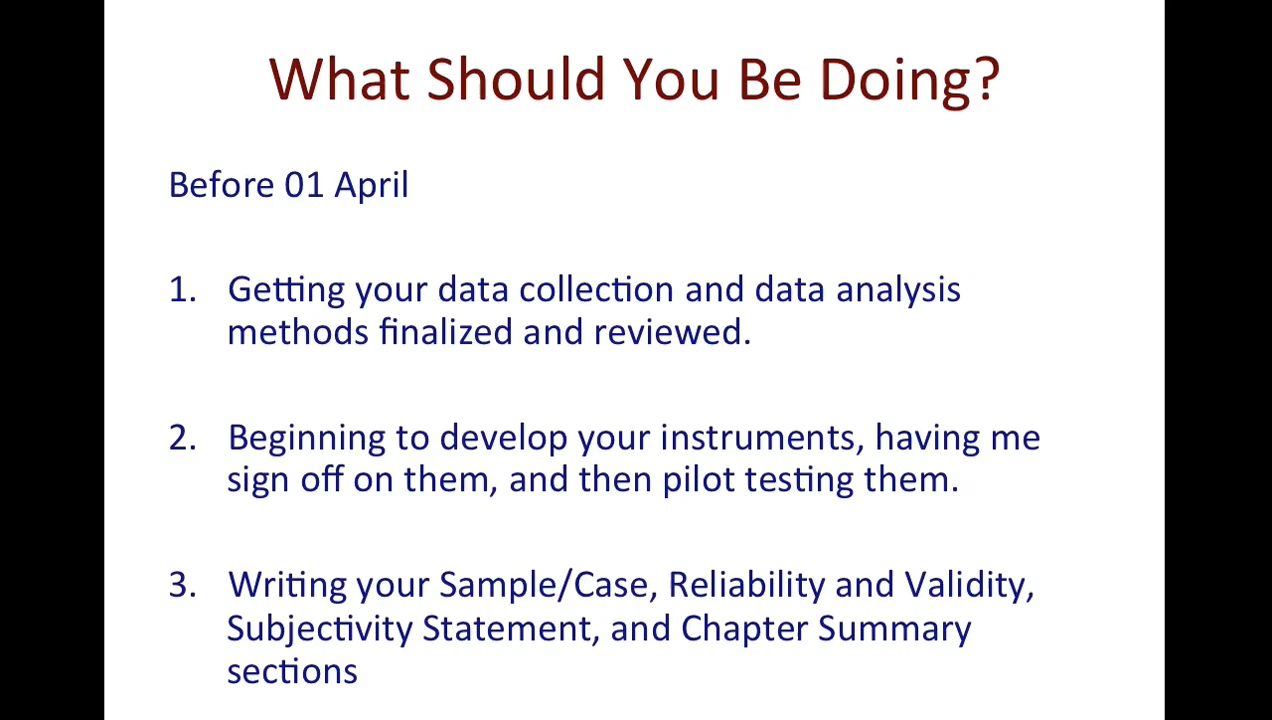 What Should You Be Doing?
Before 01 April
1. Getting your data collection and data analysis
methods finalized and reviewed.
2. Beginning to develop your instruments, having me
sign off on them, and then pilot testing them.
3. Writing your Sample/Case, Reliability and Validity,
Subjectivity Statement, and Chapter Summary
sections